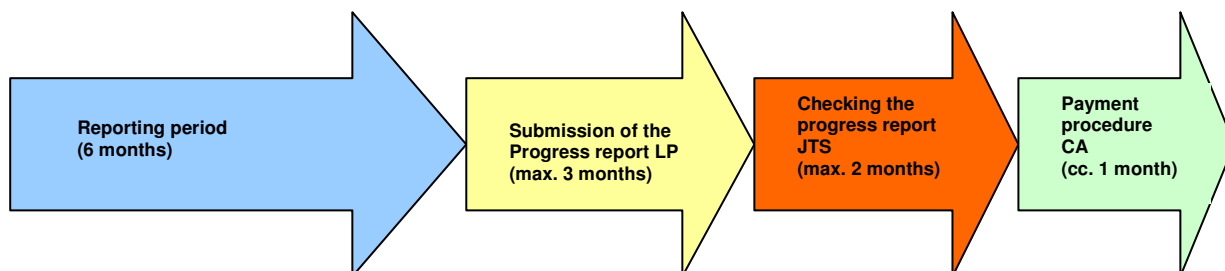 Reporting period
(6 months)
Submission of the
Progress report LP
(max. 3 months)
Checking the
progress report
JTS
(max. 2 months)
Payment
procedure
CA
(cc. 1 month)